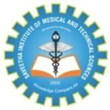 SAVEETHA INSTITUTE OF MEDICAL AND TECHNICAL SCIENCES